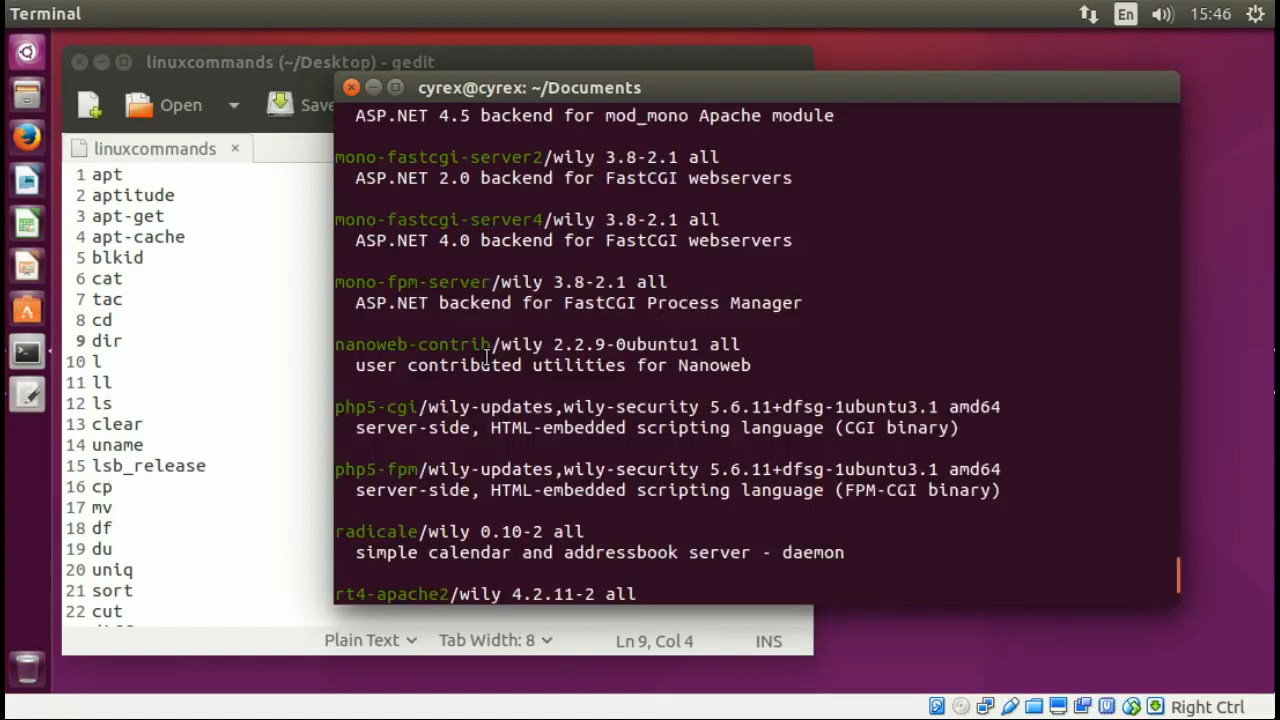 Terminal
En
15:46
linuxcommands (~/Desktop) - gedit
Open
Save
linuxcommands ×
1 apt
2 aptitude
3 apt-get
4 apt-cache
5 blkid
6 cat
7 tac
8 cd
9 dir
10 l
11 ll
12 ls
13 clear
14 uname
15 lsb_release
16 cp
17 mv
18 df
19 du
20 uniq
21 sort
22 cut
Plain Text
Tab Width: 8
Ln 9, Col 4
INS
cyrex@cyrex: ~/Documents
ASP.NET 4.5 backend for mod_mono Apache module
mono-fastcgi-server2/wily 3.8-2.1 all
ASP.NET 2.0 backend for FastCGI webservers
mono-fastcgi-server4/wily 3.8-2.1 all
ASP.NET 4.0 backend for FastCGI webservers
mono-fpm-server/wily 3.8-2.1 all
ASP.NET backend for FastCGI Process Manager
nanoweb-contrib/wily 2.2.9-0ubuntu1 all
user contributed utilities for Nanoweb
php5-cgi/wily-updates,wily-security 5.6.11+dfsg-1ubuntu3.1 amd64
server-side, HTML-embedded scripting language (CGI binary)
php5-fpm/wily-updates,wily-security 5.6.11+dfsg-1ubuntu3.1 amd64
server-side, HTML-embedded scripting language (FPM-CGI binary)
radicale/wily 0.10-2 all
simple calendar and addressbook server - daemon
rt4-apache2/wily 4.2.11-2 all
Right Ctrl